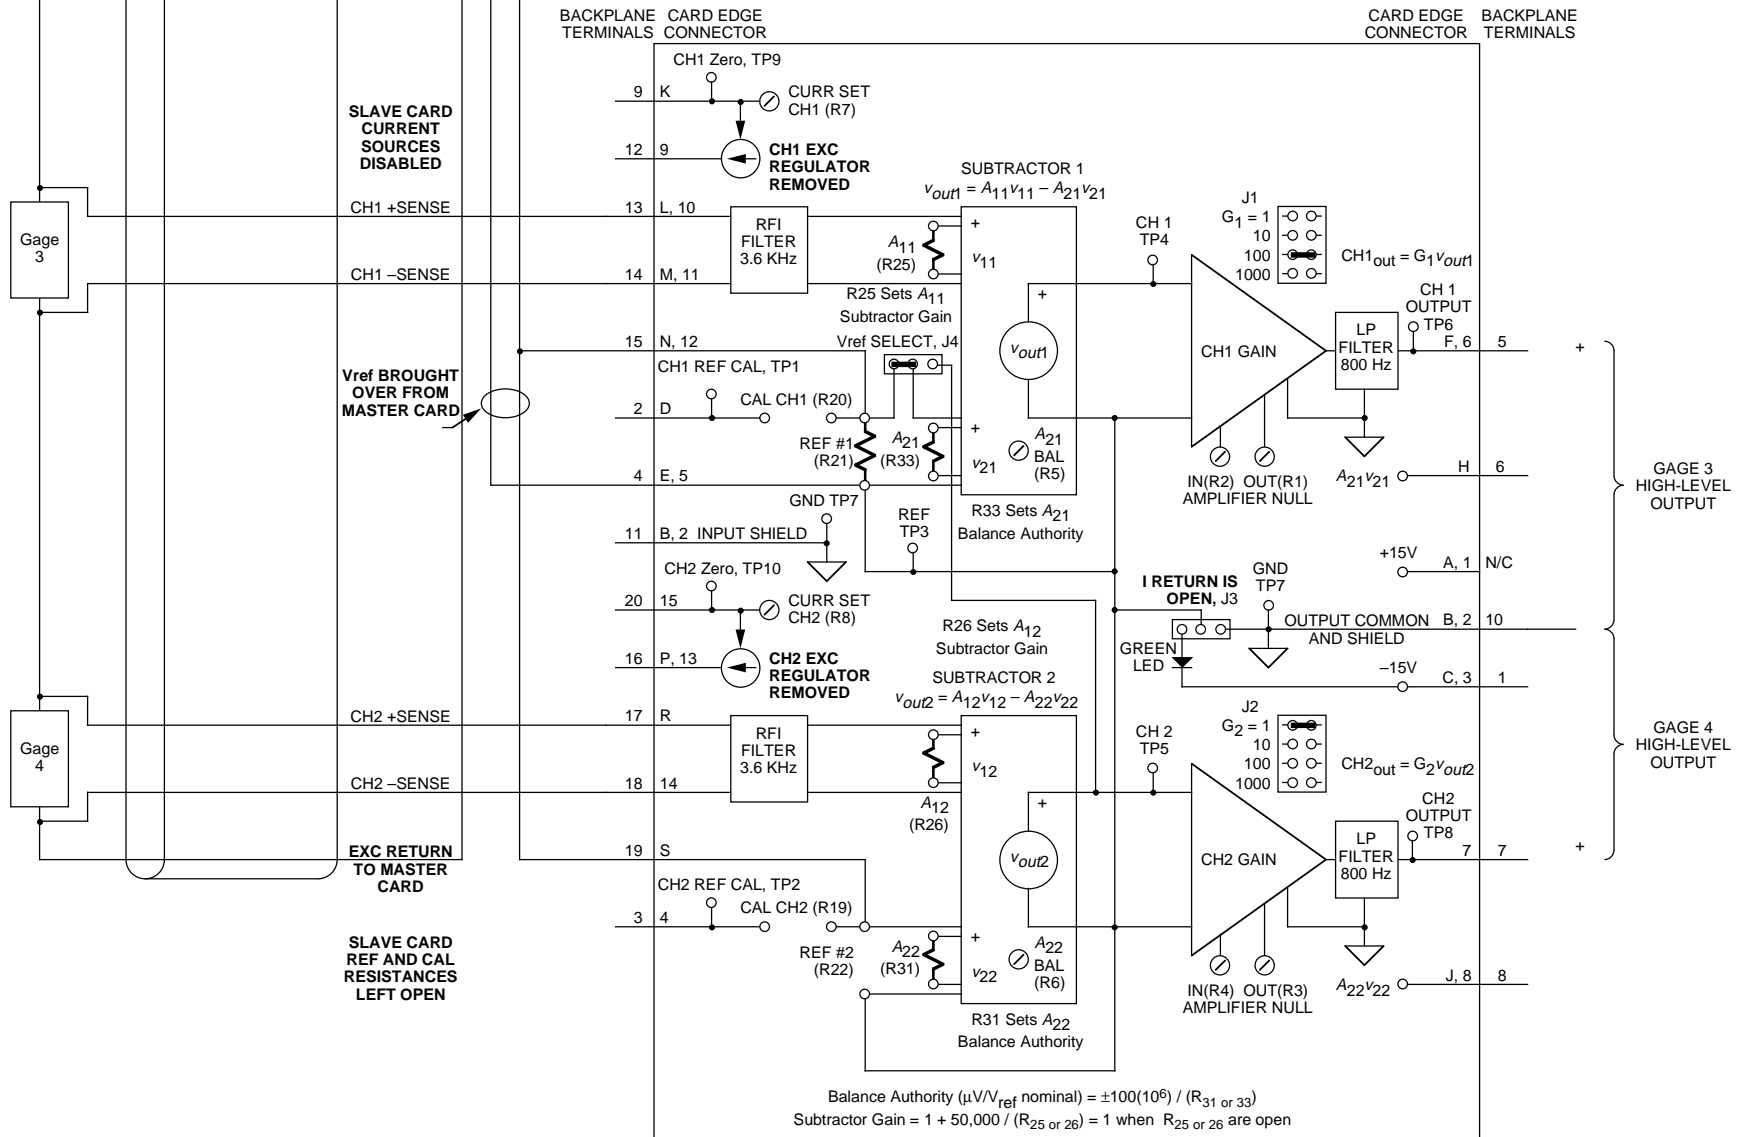 BACKPLANE TERMINALS
CARD EDGE CONNECTOR
CARD EDGE CONNECTOR
BACKPLANE TERMINALS
CH1 Zero, TP9
9 K
CURR SET
CH1 (R7)
SLAVE CARD
CURRENT
SOURCES
DISABLED
12 9
CH1 EXC
REGULATOR
REMOVED
SUBTRACTOR 1
vout1 = A11v11 – A21v21
Gage
3
CH1 +SENSE
13 L, 10
RFI
FILTER
3.6 KHz
A11
(R25)
+
v11
CH1 –SENSE
14 M, 11
R25 Sets A11
Subtractor Gain
CH 1
TP4
J1
G1 = 1
10
100
1000
CH1out = G1vout1
+
vout1
CH1 GAIN
LP
FILTER
800 Hz
CH 1
OUTPUT
TP6
F, 6 5
+
15 N, 12
Vref SELECT, J4
CH1 REF CAL, TP1
Vref BROUGHT
OVER FROM
MASTER CARD
2 D
CAL CH1 (R20)
REF #1
(R21)
A21
(R33)
+
v21
A21
BAL
(R5)
4 E, 5
IN(R2) OUT(R1)
AMPLIFIER NULL
A21v21
H 6
GAGE 3
HIGH-LEVEL
OUTPUT
R33 Sets A21
Balance Authority
GND TP7
REF
TP3
11 B, 2 INPUT SHIELD
+15V
A, 1 N/C
CH2 Zero, TP10
20 15
CURR SET
CH2 (R8)
I RETURN IS
OPEN, J3
GND
TP7
OUTPUT COMMON
AND SHIELD
B, 2 10
GREEN
LED
–15V
C, 3 1
R26 Sets A12
Subtractor Gain
16 P, 13
CH2 EXC
REGULATOR
REMOVED
SUBTRACTOR 2
vout2 = A12v12 – A22v22
Gage
4
CH2 +SENSE
17 R
RFI
FILTER
3.6 KHz
+
v12
CH2 –SENSE
18 14
A12
(R26)
CH 2
TP5
J2
G2 = 1
10
100
1000
CH2out = G2vout2
GAGE 4
HIGH-LEVEL
OUTPUT
+
vout2
CH2 GAIN
LP
FILTER
800 Hz
CH2
OUTPUT
TP8
7 7
+
EXC RETURN
TO MASTER
CARD
19 S
CH2 REF CAL, TP2
3 4
CAL CH2 (R19)
SLAVE CARD
REF AND CAL
RESISTANCES
LEFT OPEN
REF #2
(R22)
A22
(R31)
+
v22
A22
BAL
(R6)
IN(R4) OUT(R3)
AMPLIFIER NULL
A22v22
J, 8 8
R31 Sets A22
Balance Authority
Balance Authority (µV/Vref nominal) = ±100(10⁶) / (R31 or 33)
Subtractor Gain = 1 + 50,000 / (R25 or 26) = 1 when R25 or 26 are open